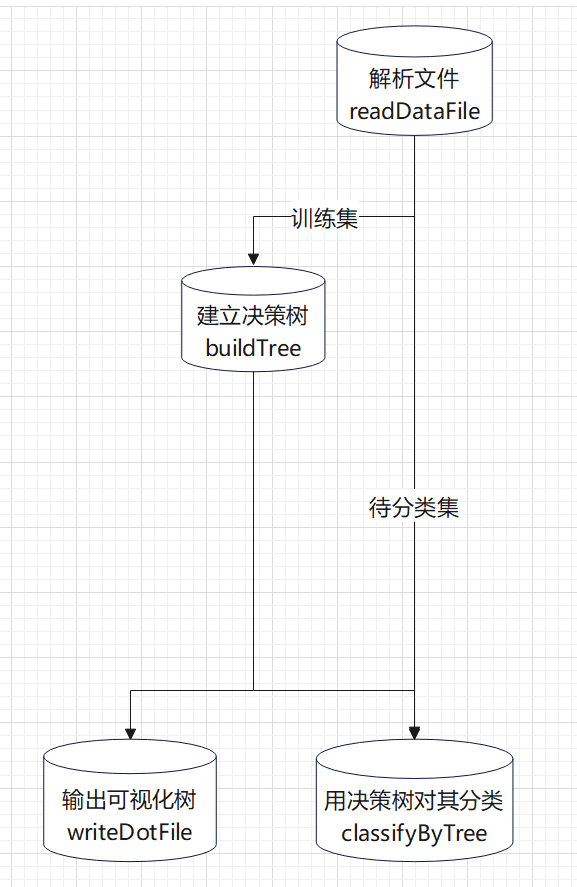 解析文件
readDataFile
训练集
建立决策树
buildTree
待分类集
输出可视化树
writeDotFile
用决策树对其分类
classifyByTree